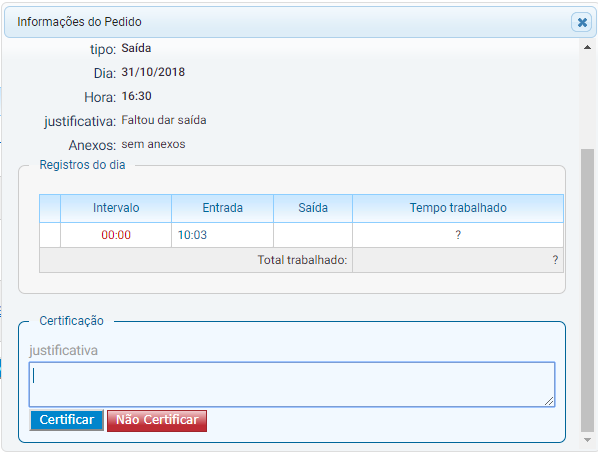 Informações do Pedido
tipo: Saída
Dia: 31/10/2018
Hora: 16:30
justificativa: Faltou dar saída
Anexos: sem anexos
Registros do dia
Intervalo Entrada Saída Tempo trabalhado
00:00 10:03 ?
Total trabalhado: ?
Certificação
justificativa
Certificar Não Certificar